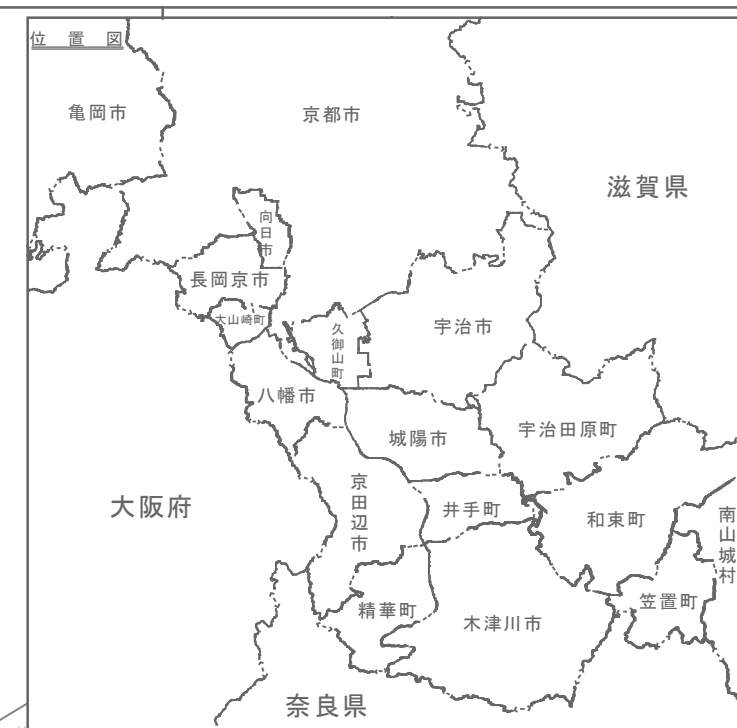 位置図
亀岡市
京都市
滋賀県
向日市
長岡京市
大山崎町
久御山町
宇治市
八幡市
城陽市
宇治田原町
大阪府
京田辺市
井手町
和束町
南山城村
精華町
木津川市
笠置町
奈良県